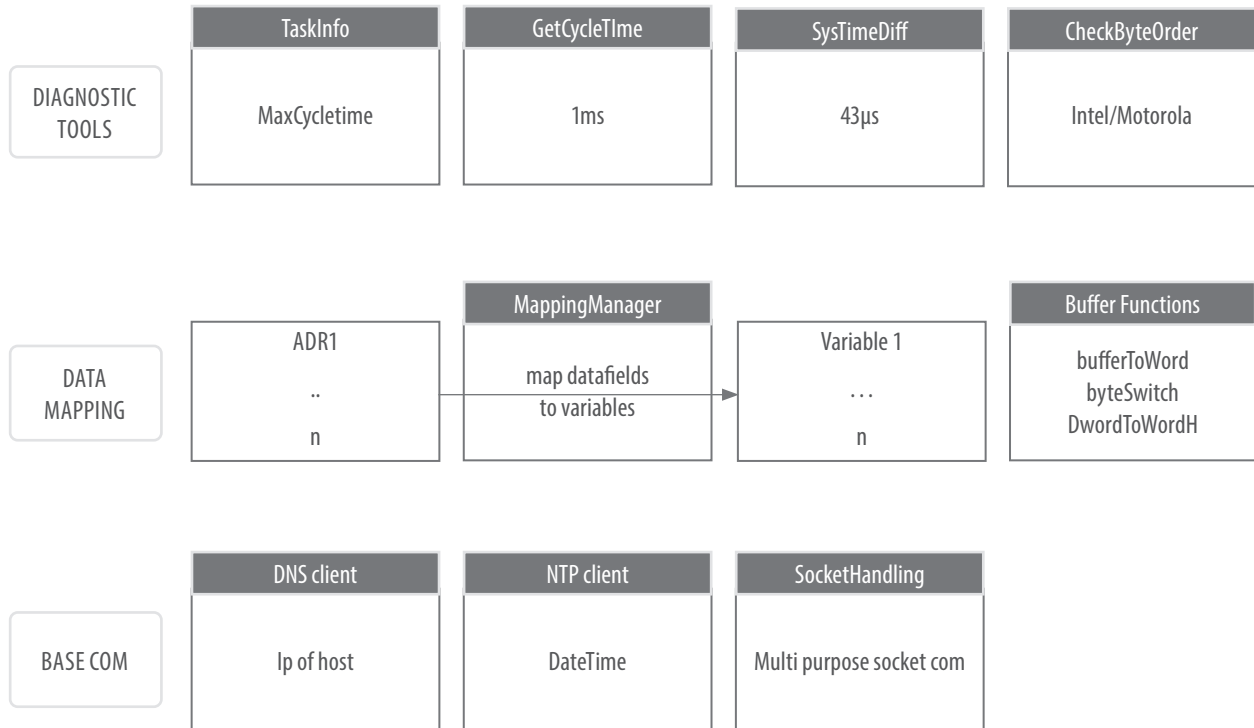 DIAGNOSTIC
TOOLS
TaskInfo
MaxCycletime
GetCycleTIme
1ms
SysTimeDiff
43µs
CheckByteOrder
Intel/Motorola
DATA
MAPPING
ADR1
..
n
MappingManager
map datafields
to variables
Variable 1
...
n
Buffer Functions
bufferToWord
byteSwitch
DwordToWordH
BASE COM
DNS client
Ip of host
NTP client
DateTime
SocketHandling
Multi purpose socket com